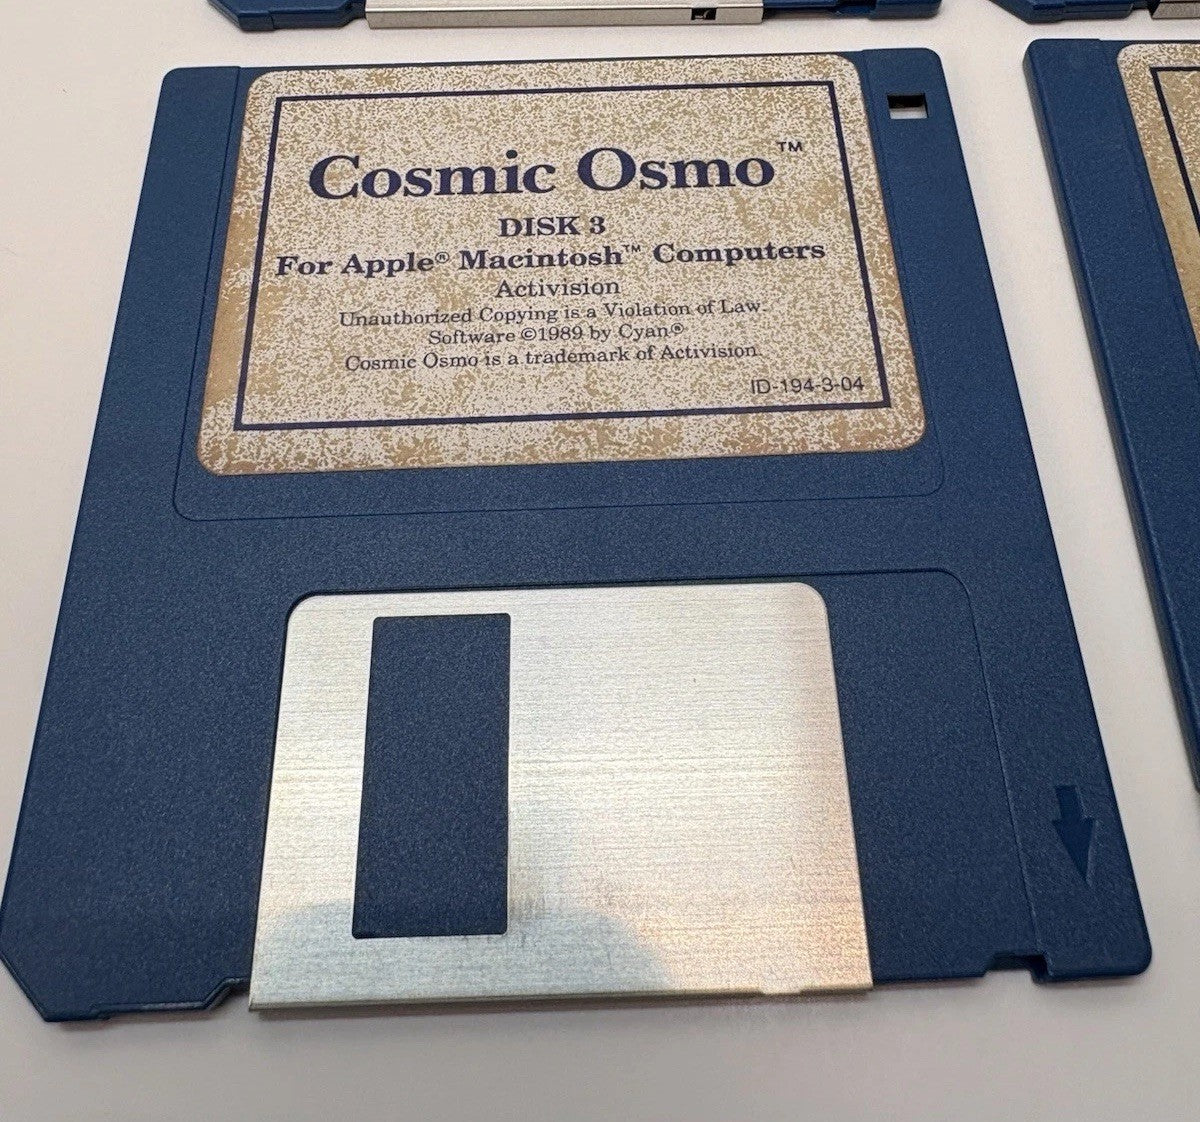 Cosmic Osmo™
DISK 3
For Apple® Macintosh™ Computers
Activision
Unauthorized Copying is a Violation of Law.
Software ©1989 by Cyan®
Cosmic Osmo is a trademark of Activision.
ID-194-3-04